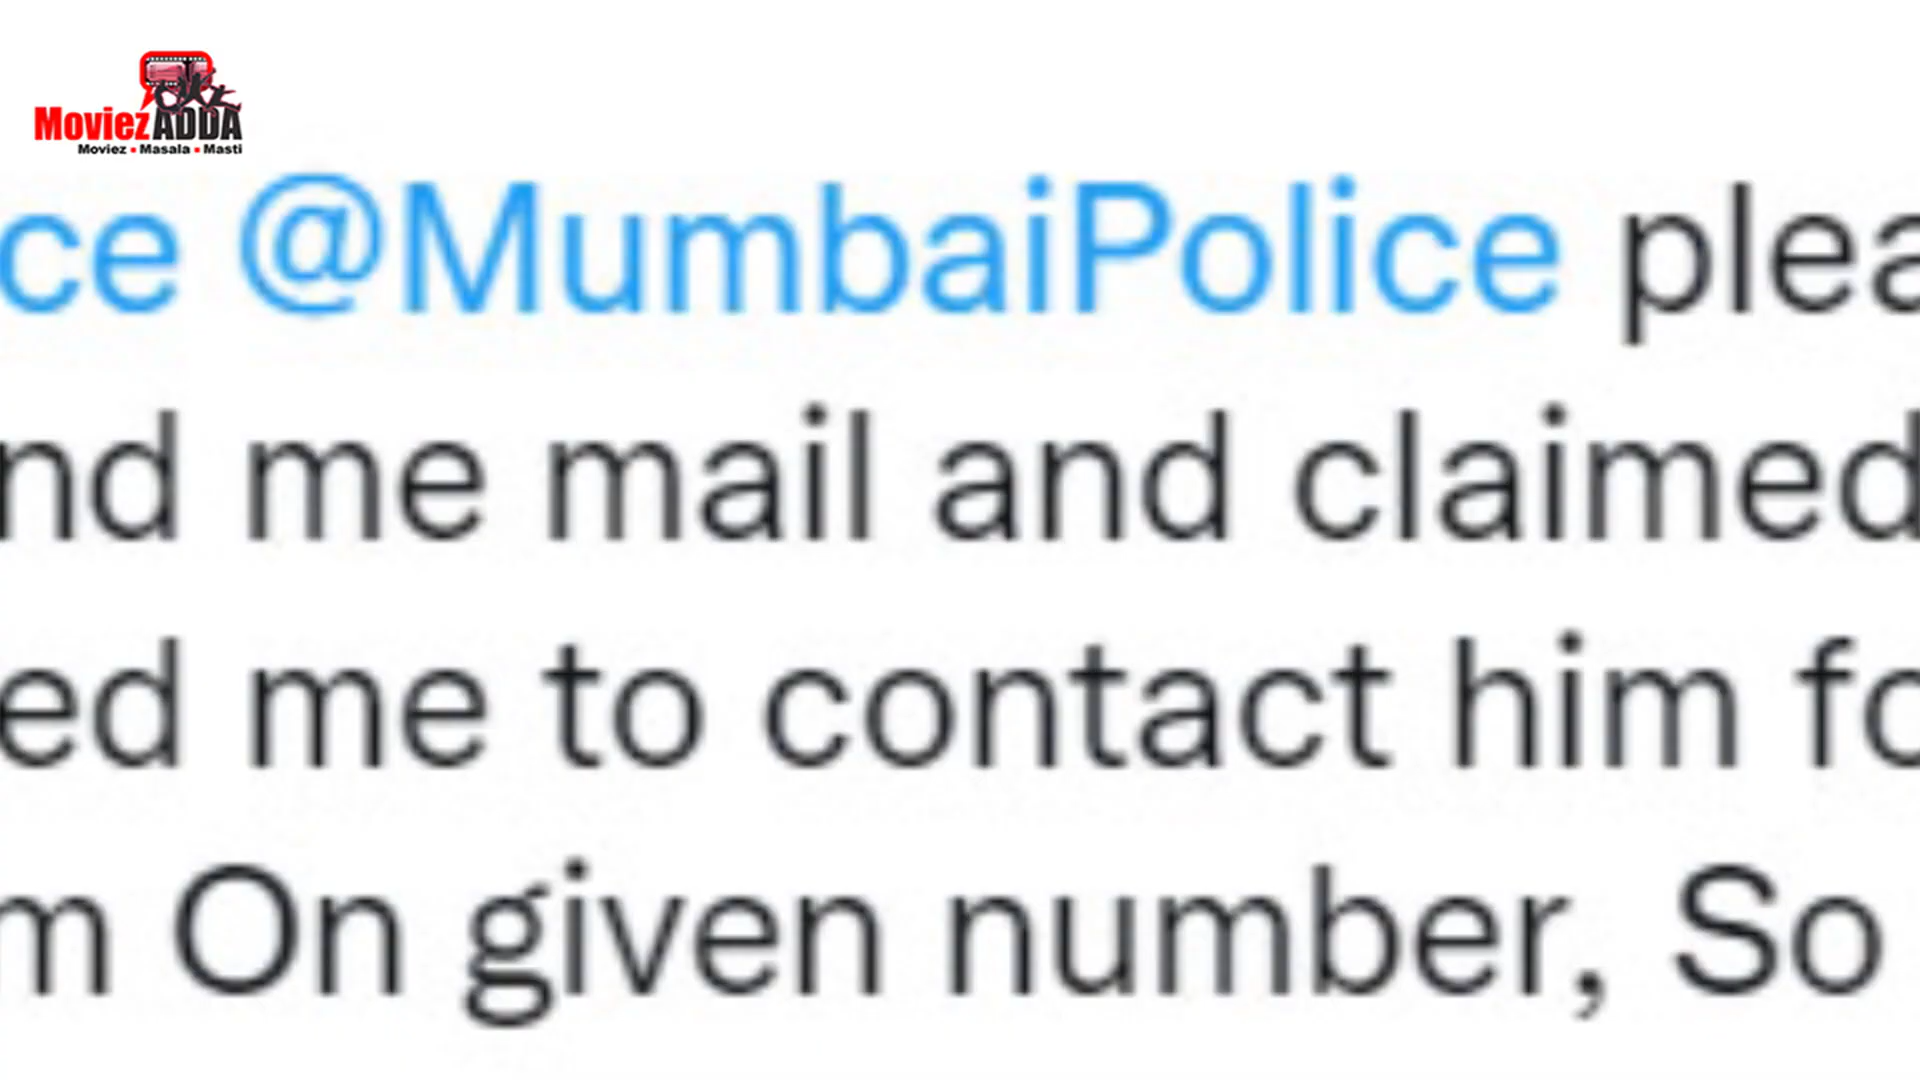 MoviezADDA
Moviez • Masala • Masti
ce @MumbaiPolice plea
nd me mail and claimed
ed me to contact him fo
m On given number, So